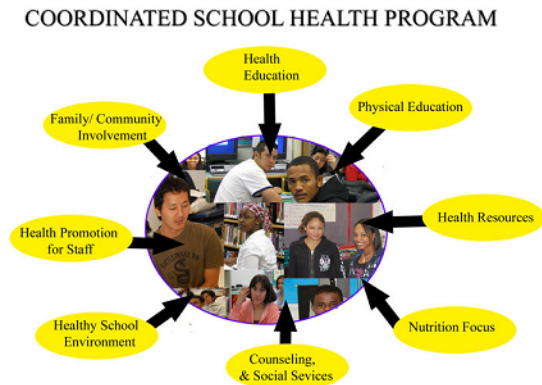 COORDINATED SCHOOL HEALTH PROGRAM
Health
Education
Physical Education
Family/ Community
Involvement
Health Resources
Health Promotion
for Staff
Nutrition Focus
Healthy School
Environment
Counseling,
& Social Sevices